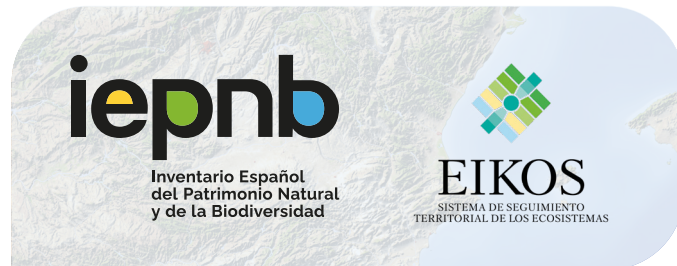 iepnb
Inventario Español
del Patrimonio Natural
y de la Biodiversidad
EIKOS
SISTEMA DE SEGUIMIENTO
TERRITORIAL DE LOS ECOSISTEMAS